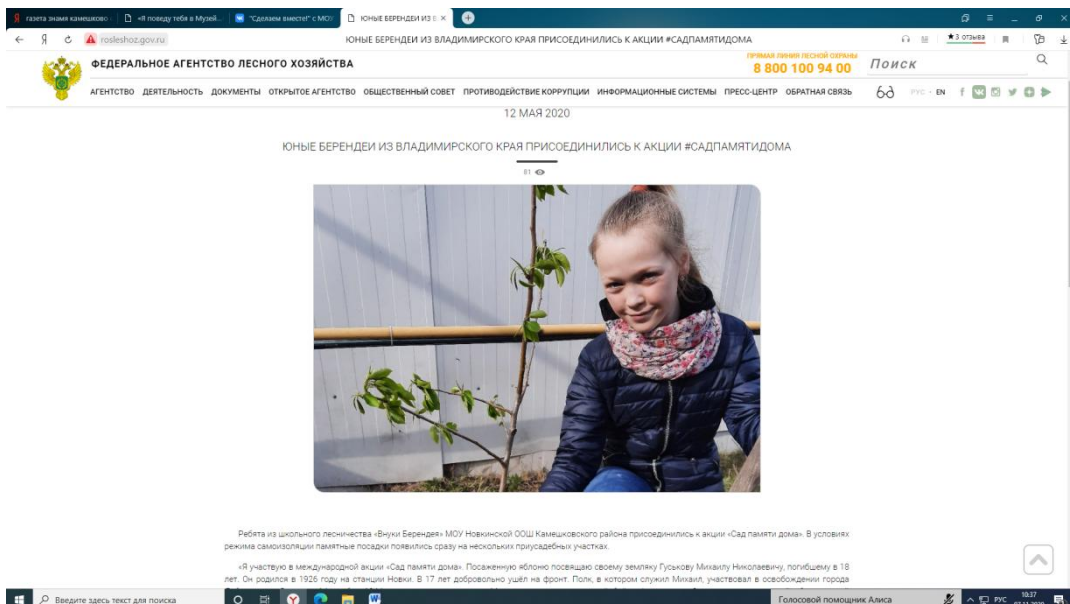 газета знамя камешково
«Я поведу тебя в Музей...
"Сделаем вместе!" с МОУ
ЮНЫЕ БЕРЕНДЕИ ИЗ В
rosleshoz.gov.ru
ЮНЫЕ БЕРЕНДЕИ ИЗ ВЛАДИМИРСКОГО КРАЯ ПРИСОЕДИНИЛИСЬ К АКЦИИ #САДПАМЯТИДОМА
★3 отзыва
ФЕДЕРАЛЬНОЕ АГЕНТСТВО ЛЕСНОГО ХОЗЯЙСТВА
ПРЯМАЯ ЛИНИЯ ЛЕСНОЙ ОХРАНЫ
8 800 100 94 00
Поиск
АГЕНТСТВО ДЕЯТЕЛЬНОСТЬ ДОКУМЕНТЫ ОТКРЫТОЕ АГЕНТСТВО ОБЩЕСТВЕННЫЙ СОВЕТ ПРОТИВОДЕЙСТВИЕ КОРРУПЦИИ ИНФОРМАЦИОННЫЕ СИСТЕМЫ ПРЕСС-ЦЕНТР ОБРАТНАЯ СВЯЗЬ
РУС - EN
12 МАЯ 2020
ЮНЫЕ БЕРЕНДЕИ ИЗ ВЛАДИМИРСКОГО КРАЯ ПРИСОЕДИНИЛИСЬ К АКЦИИ #САДПАМЯТИДОМА
81
Ребята из школьного лесничества «Внуки Берендея» МОУ Новкинской ООШ Камешковского района присоединились к акции «Сад памяти дома». В условиях
режима самоизоляции памятные посадки появились сразу на нескольких приусадебных участках.
«Я участвую в международной акции «Сад памяти дома». Посаженную яблоню посвящаю своему земляку Гуськову Михаилу Николаевичу, погибшему в 18
лет. Он родился в 1926 году на станции Новки. В 17 лет добровольно ушёл на фронт. Полк, в котором служил Михаил, участвовал в освобождении города
Введите здесь текст для поиска
Голосовой помощник Алиса
РУС
10:37